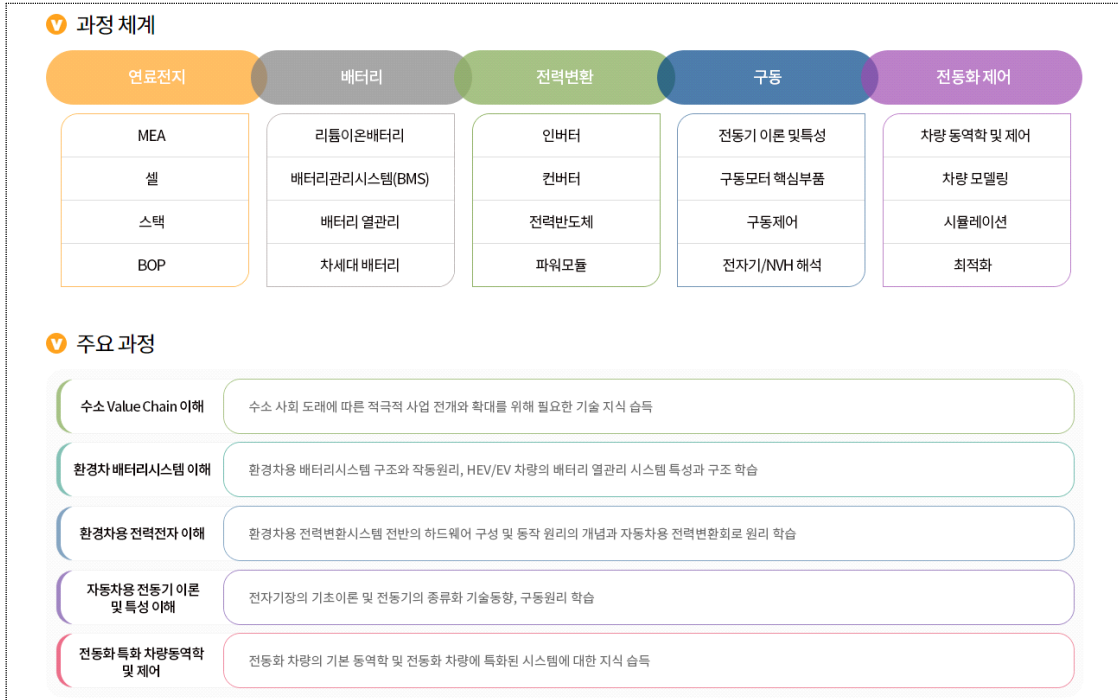 과정 체계
연료전지 배터리 전력변환 구동 전동화 제어
MEA 리튬이온배터리 인버터 전동기 이론 및특성 차량 동역학 및 제어
셀 배터리관리시스템(BMS) 컨버터 구동모터 핵심부품 차량 모델링
스택 배터리 열관리 전력반도체 구동제어 시뮬레이션
BOP 차세대 배터리 파워모듈 전자기/NVH 해석 최적화
주요 과정
수소 Value Chain 이해 수소 사회 도래에 따른 적극적 사업 전개와 확대를 위해 필요한 기술 지식 습득
환경차 배터리시스템 이해 환경차용 배터리시스템 구조와 작동원리, HEV/EV 차량의 배터리 열관리 시스템 특성과 구조 학습
환경차용 전력전자 이해 환경차용 전력변환시스템 전반의 하드웨어 구성 및 동작 원리의 개념과 자동차용 전력변환회로 원리 학습
자동차용 전동기 이론
및 특성 이해
전자기장의 기초이론 및 전동기의 종류화 기술동향, 구동원리 학습
전동화 특화 차량동역학
및 제어
전동화 차량의 기본 동역학 및 전동화 차량에 특화된 시스템에 대한 지식 습득